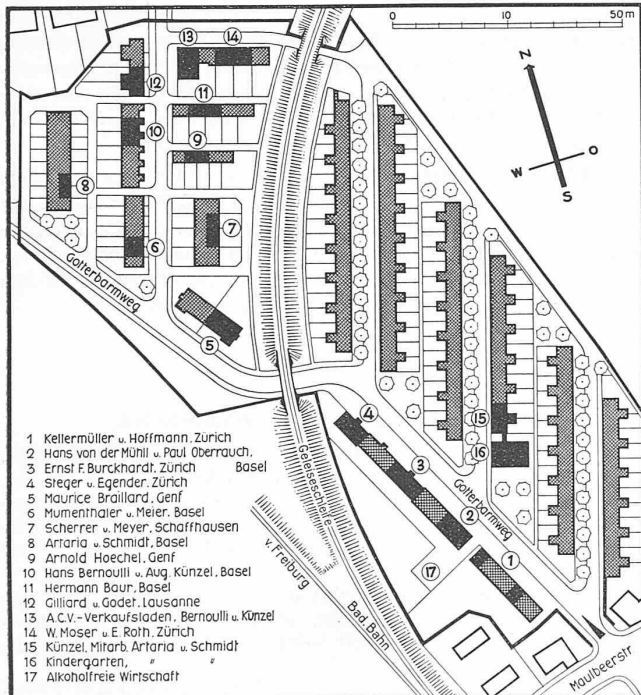 0 10 50 m
13 14
12
11
10
9
8
7
6
5
N
W O
S
Gotterbarmweg
4
3
2
1
15
16
17
Gotterbarmweg
Geleiseschleife
v. Freiburg
Bad. Bahn
Maulbeerstr
1 Kellermüller u. Hoffmann, Zürich
2 Hans von der Mühll u. Paul Oberrauch,
3 Ernst F. Burckhardt, Zürich Basel
4 Steger u. Egender, Zürich
5 Maurice Braillard, Genf
6 Mumenthaler u. Meier, Basel
7 Scherrer u. Meyer, Schaffhausen
8 Artaria u. Schmidt, Basel
9 Arnold Hoechel, Genf
10 Hans Bernoulli u. Aug. Künzel, Basel
11 Hermann Baur, Basel
12 Gilliard u. Godet, Lausanne
13 A.C.V.-Verkaufsladen, Bernoulli u. Künzel
14 W. Moser u. E. Roth, Zürich
15 Künzel, Mitarb. Artaria u. Schmidt
16 Kindergarten, " "
17 Alkoholfreie Wirtschaft